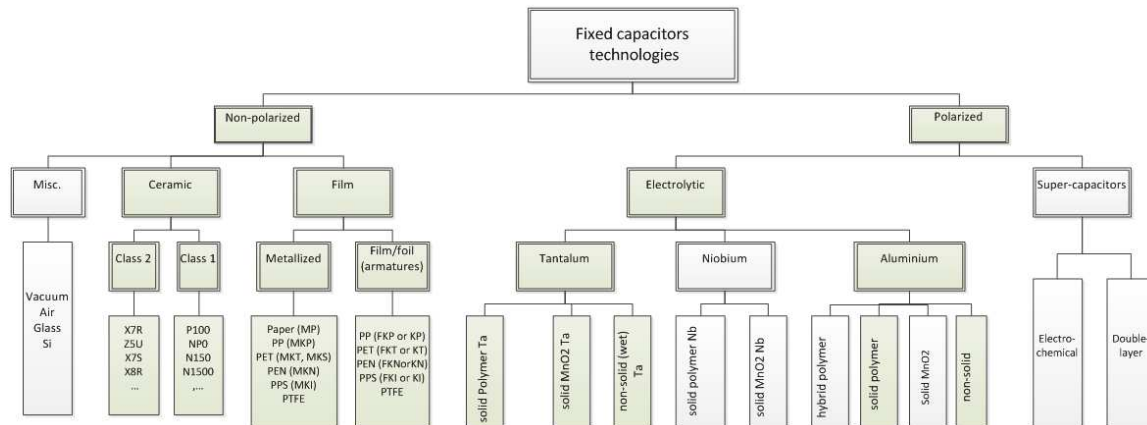 Fixed capacitors
technologies
Non-polarized
Polarized
Misc.
Ceramic
Film
Electrolytic
Super-capacitors
Class 2
Class 1
Metallized
Film/foil
(armatures)
Tantalum
Niobium
Aluminium
Vacuum
Air
Glass
Si
X7R
Z5U
X7S
X8R
...
P100
NP0
N150
N1500
,...
Paper (MP)
PP (MKP)
PET (MKT, MKS)
PEN (MKN)
PPS (MKI)
PTFE
PP (FKP or KP)
PET (FKT or KT)
PEN (FKNorKN)
PPS (FKI or KI)
PTFE
solid Polymer Ta
solid MnO2 Ta
non-solid (wet)
Ta
solid polymer Nb
solid MnO2 Nb
hybrid polymer
solid polymer
Solid MnO2
non-solid
Electro-
chemical
Double-
layer